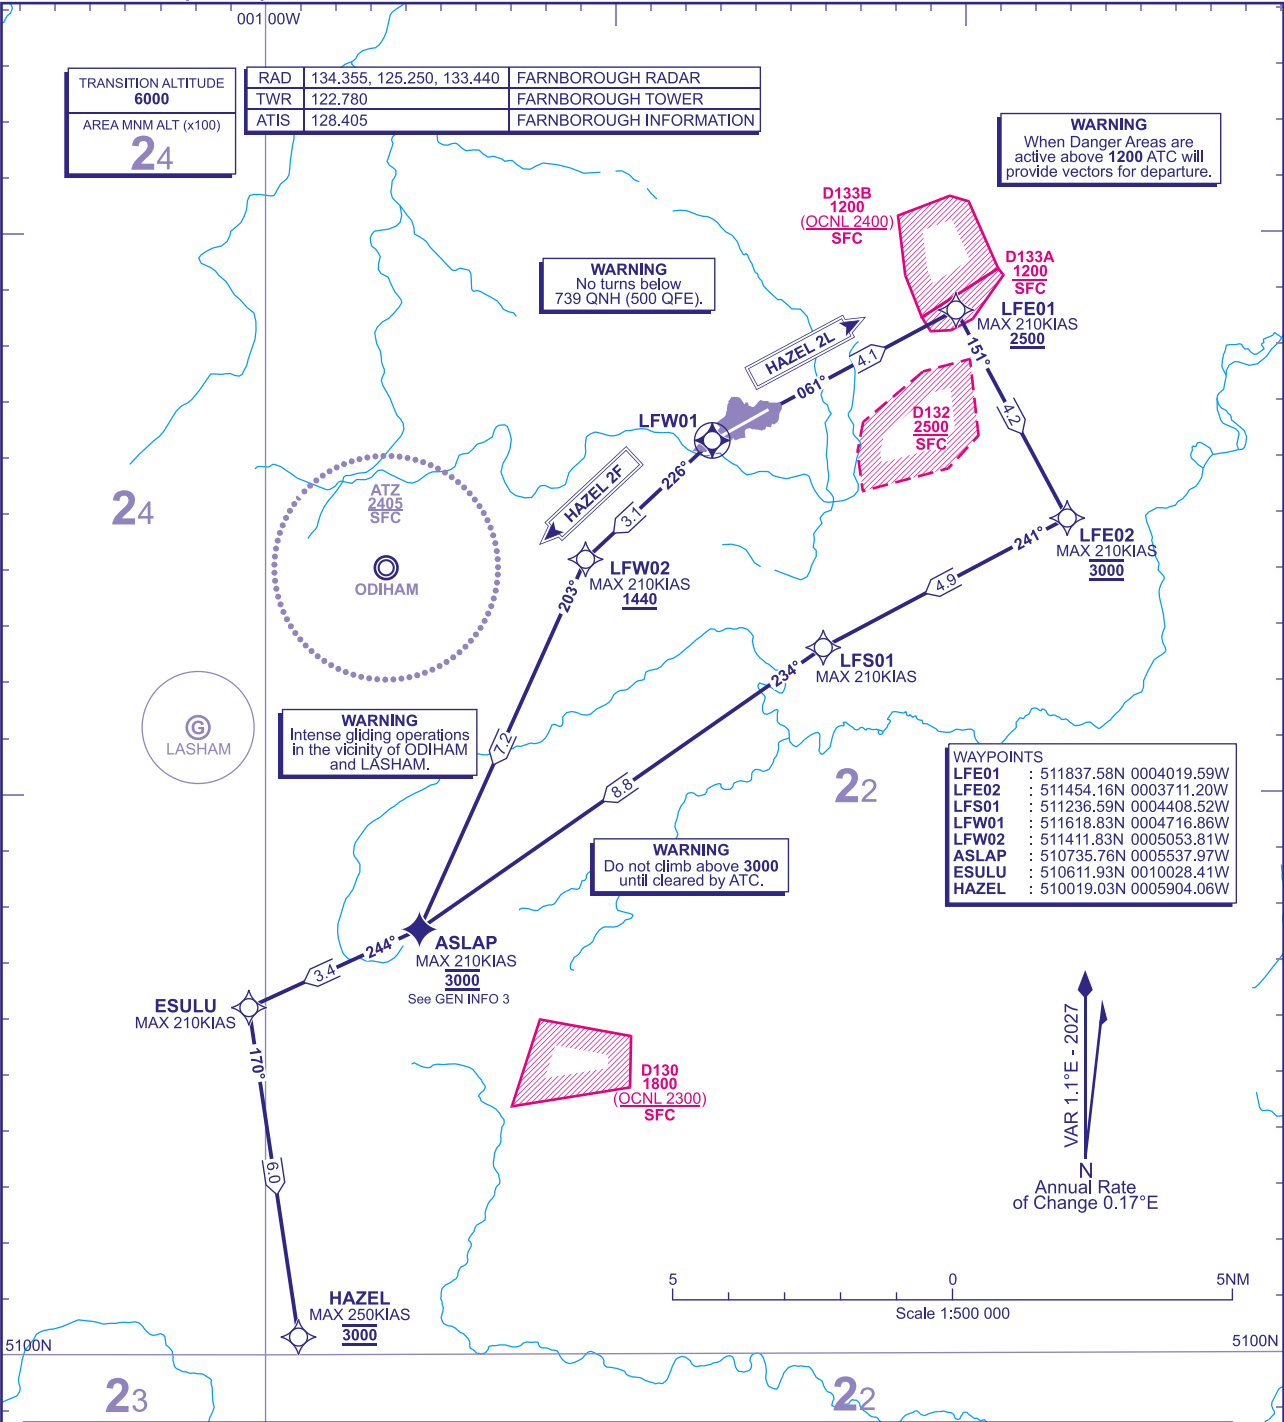 001 00W
TRANSITION ALTITUDE
6000
AREA MNM ALT (x100)
24
RAD 134.355, 125.250, 133.440 FARNBOROUGH RADAR
TWR 122.780 FARNBOROUGH TOWER
ATIS 128.405 FARNBOROUGH INFORMATION
WARNING
When Danger Areas are
active above 1200 ATC will
provide vectors for departure.
D133B
1200
(OCNL 2400)
SFC
D133A
1200
SFC
WARNING
No turns below
739 QNH (500 QFE).
LFE01
MAX 210KIAS
2500
HAZEL 2L
4.1
061°
151°
4.2
D132
2500
SFC
LFW01
226°
HAZEL 2F
3.1
24
ATZ
2405
SFC
ODIHAM
LFW02
MAX 210KIAS
1440
203°
241°
LFE02
MAX 210KIAS
3000
4.9
LFS01
MAX 210KIAS
234°
G
LASHAM
WARNING
Intense gliding operations
in the vicinity of ODIHAM
and LASHAM.
7.2
8.8
22
WAYPOINTS
LFE01 : 511837.58N 0004019.59W
LFE02 : 511454.16N 0003711.20W
LFS01 : 511236.59N 0004408.52W
LFW01 : 511618.83N 0004716.86W
LFW02 : 511411.83N 0005053.81W
ASLAP : 510735.76N 0005537.97W
ESULU : 510611.93N 0010028.41W
HAZEL : 510019.03N 0005904.06W
WARNING
Do not climb above 3000
until cleared by ATC.
244°
3.4
ASLAP
MAX 210KIAS
3000
See GEN INFO 3
ESULU
MAX 210KIAS
170°
D130
1800
(OCNL 2300)
SFC
VAR 1.1°E - 2027
N
Annual Rate
of Change 0.17°E
6.0
HAZEL
MAX 250KIAS
3000
5 0 5NM
Scale 1:500 000
5100N
5100N
23
22